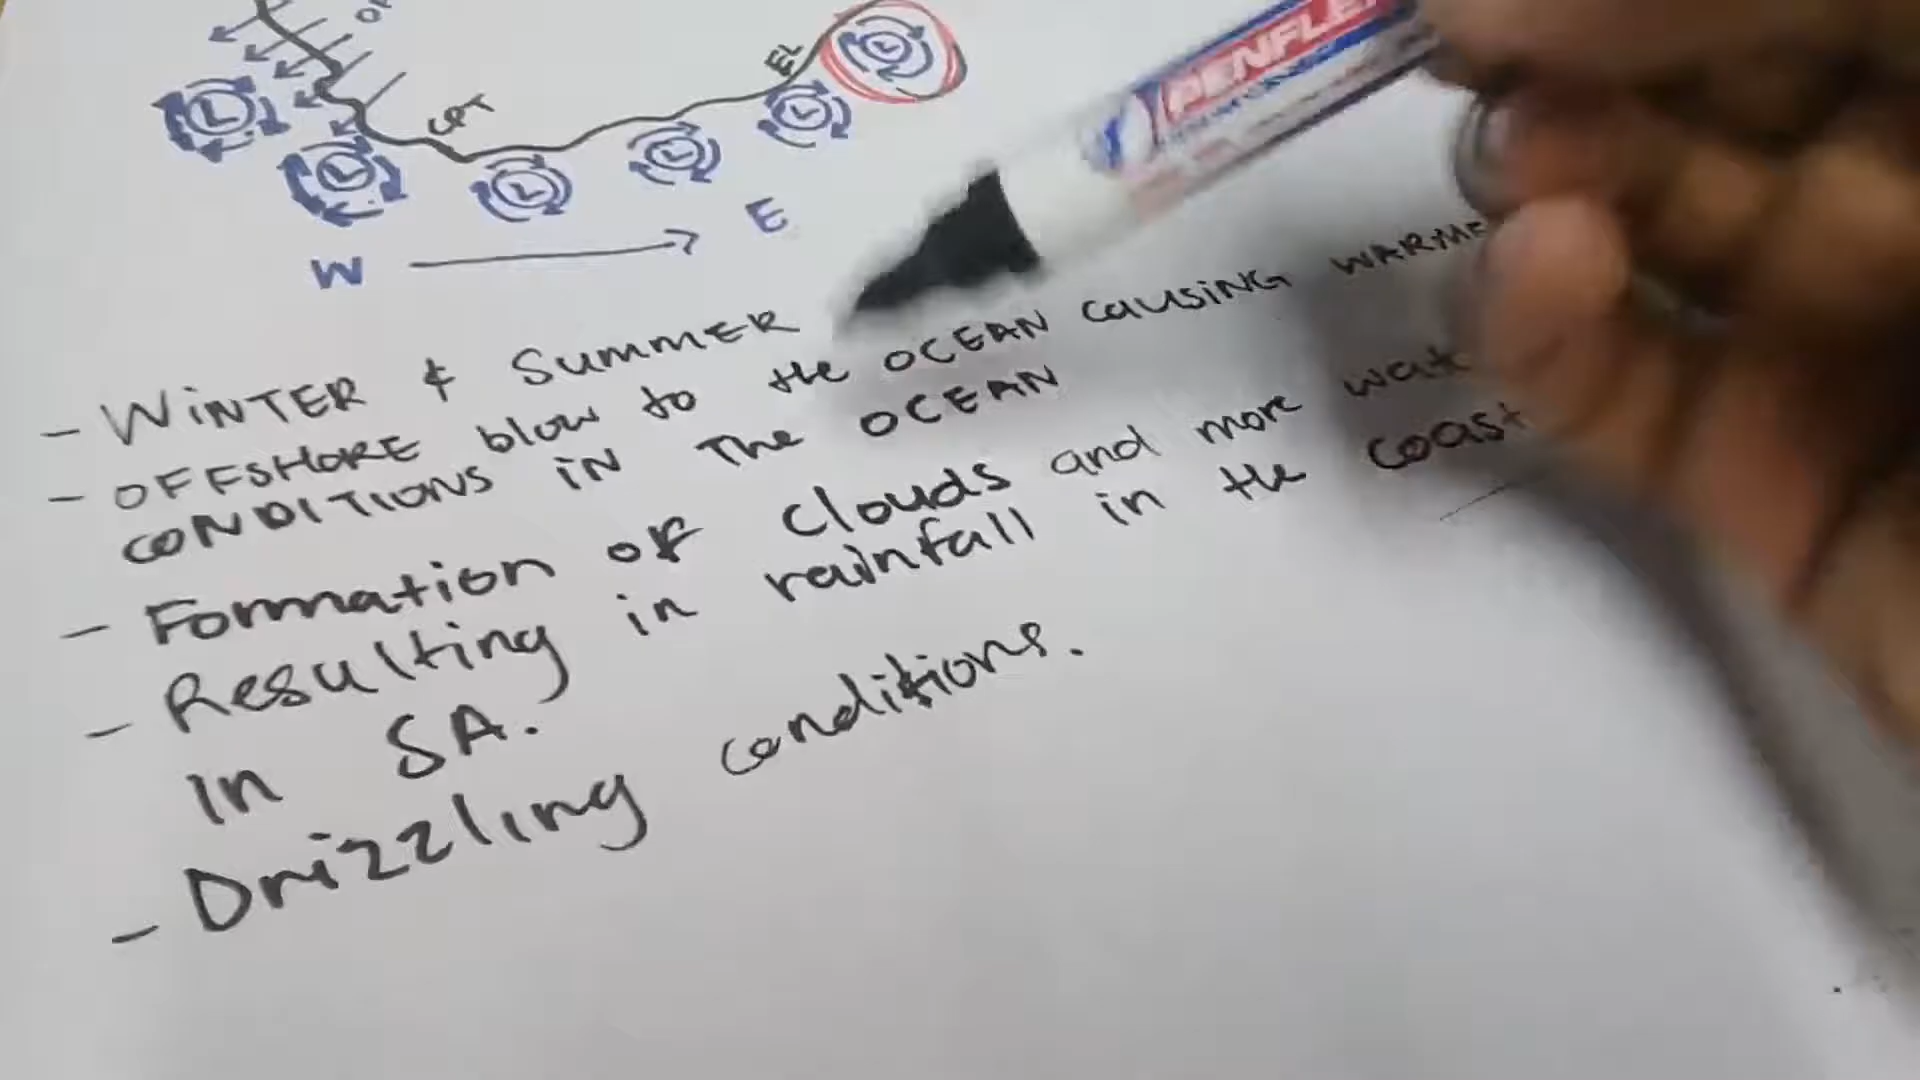 L
L
L
L
L
L
CPT
EL
W
E
PENFLEX
- WINTER & SUMMER
- OFFSHORE blow to the OCEAN causING WARME
CONDITIONS IN The OCEAN
- Formation of Clouds and more wat
- Resulting in rainfall in the coast
In SA.
- Drizzling conditions.